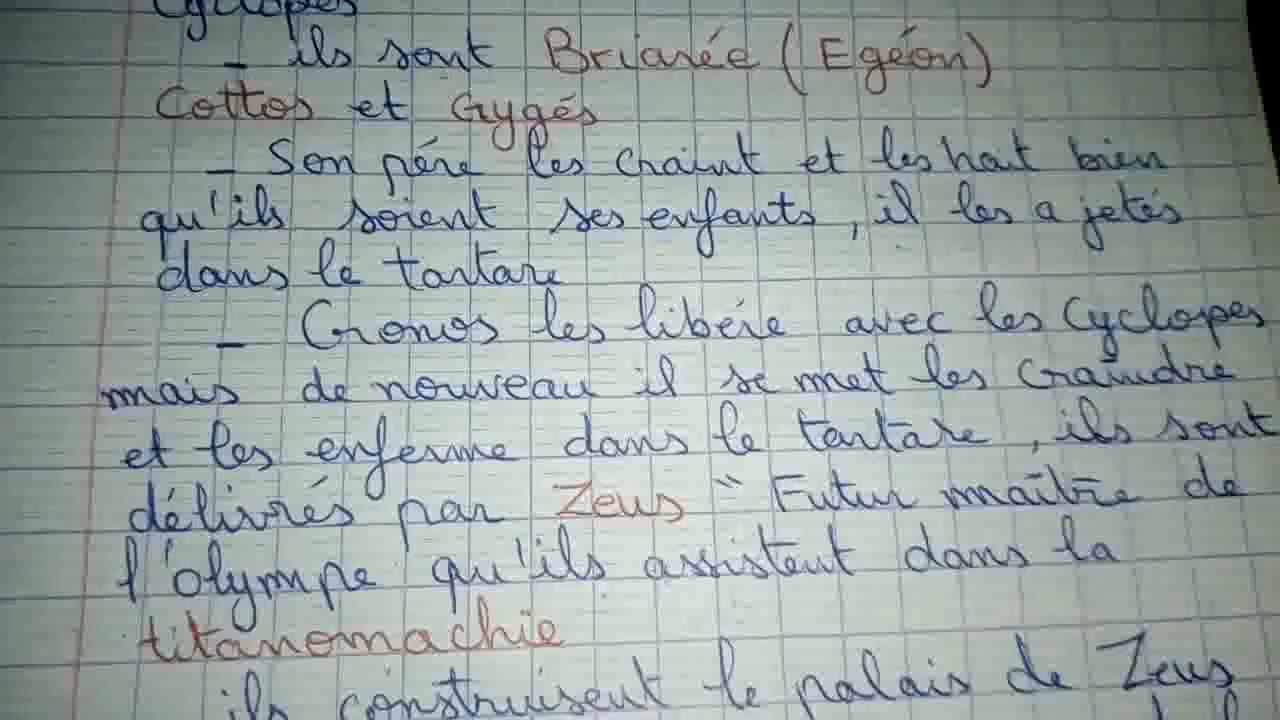 Cyclopes
- ils sont Briarée (Egéon)
Cottos et Gygés
- Son pére les craint et les hait bien
qu'ils soient ses enfants, il les a jetés
dans le tartare
- Cronos les libére avec les Cyclopes
mais de nouveau il se met les craindre
et les enferme dans le tartare, ils sont
délivrés par Zeus " Futur maître de
l'olympe qu'ils assistent dans la
titanomachie
ils construisent le palais de Zeus